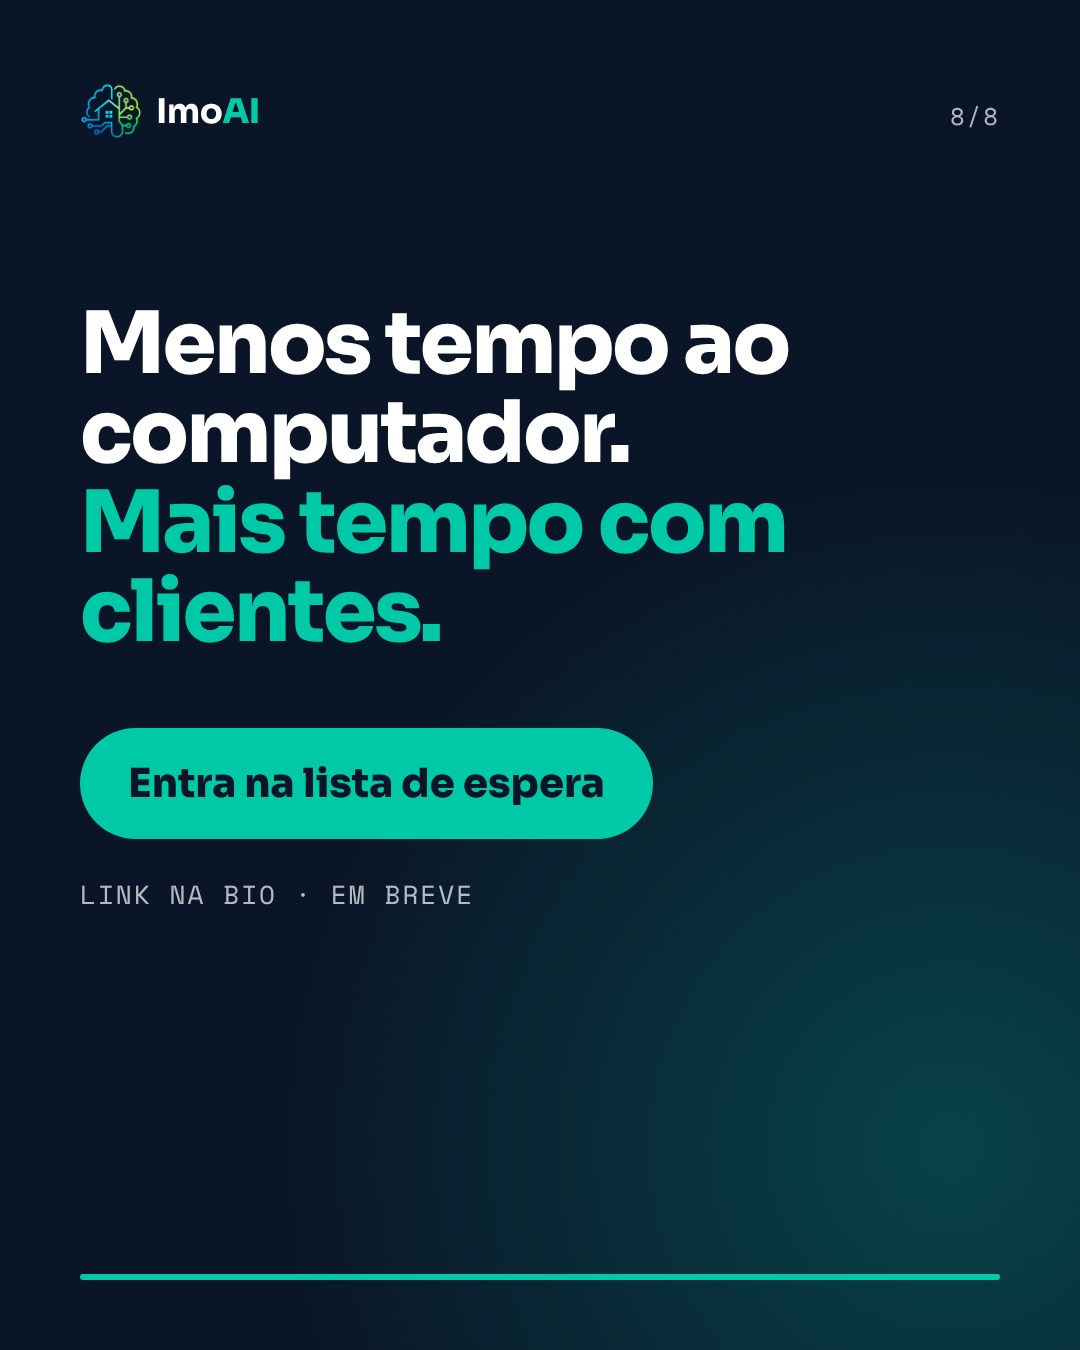 ImoAI
8/8
Menos tempo ao
computador.
Mais tempo com
clientes.
Entra na lista de espera
LINK NA BIO · EM BREVE